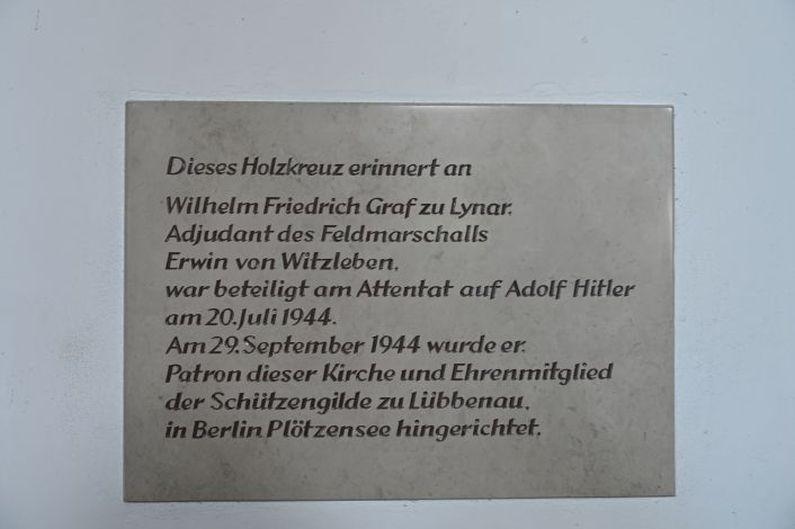 Dieses Holzkreuz erinnert an
Wilhelm Friedrich Graf zu Lynar.
Adjudant des Feldmarschalls
Erwin von Witzleben,
war beteiligt am Attentat auf Adolf Hitler
am 20. Juli 1944.
Am 29. September 1944 wurde er.
Patron dieser Kirche und Ehrenmitglied
der Schützengilde zu Lübbenau,
in Berlin Plötzensee hingerichtet.